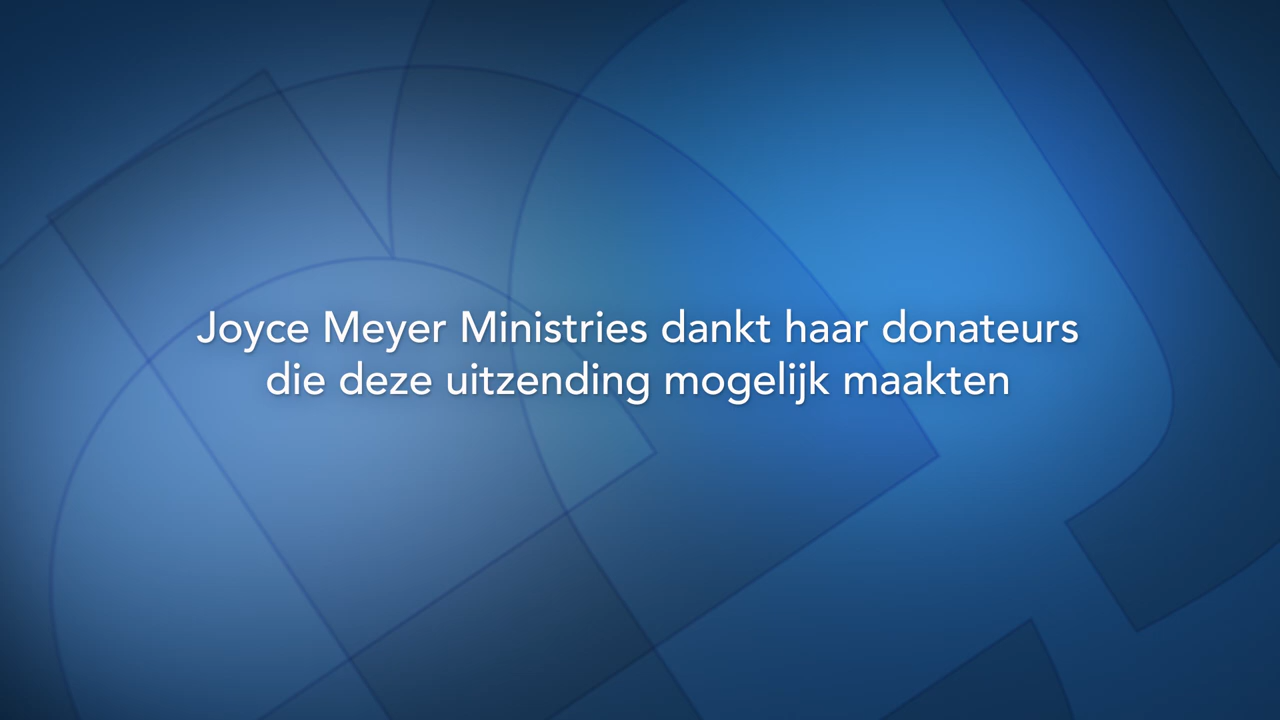 Joyce Meyer Ministries dankt haar donateurs
die deze uitzending mogelijk maakten